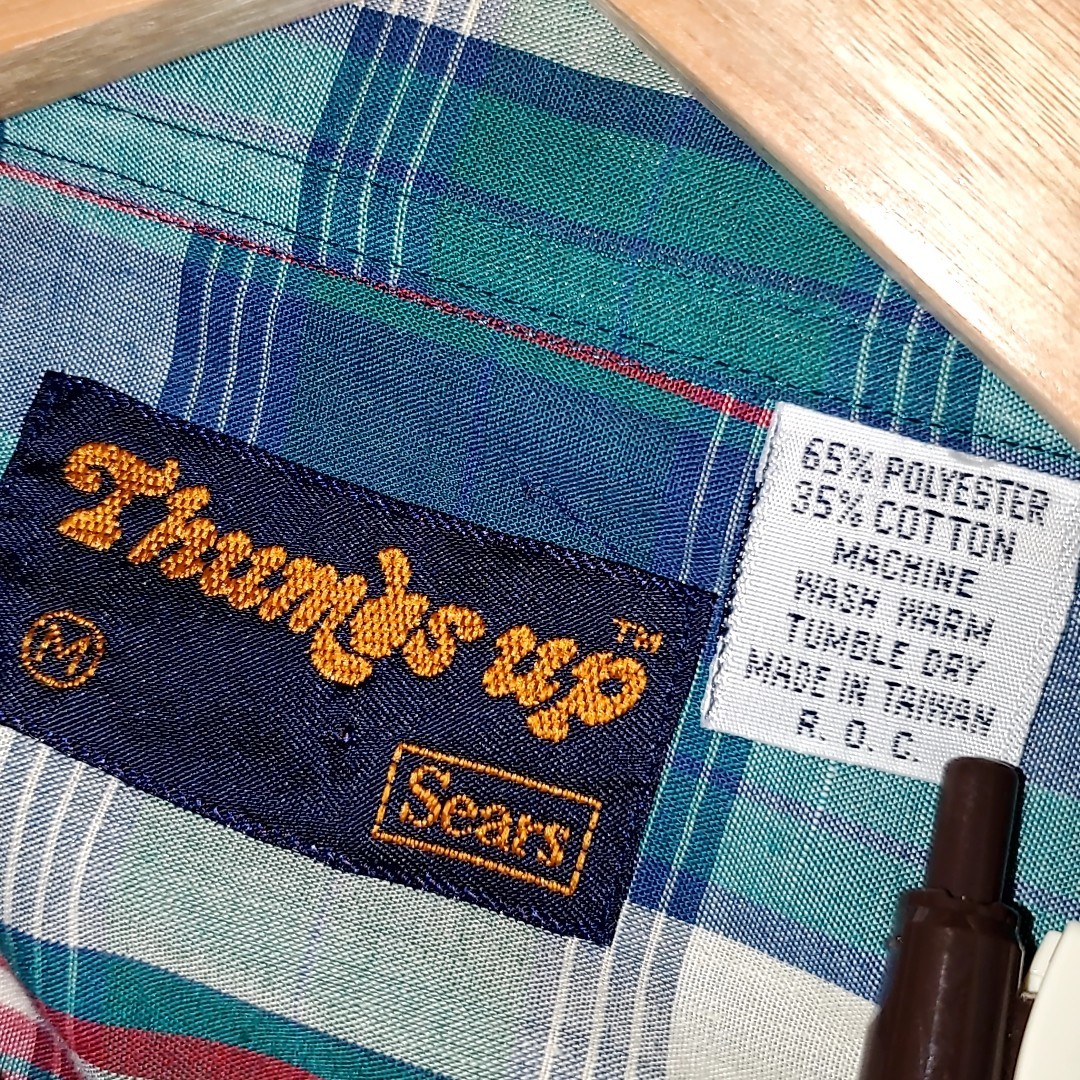 Thumbs up™
M
Sears
65% POLYESTER
35% COTTON
MACHINE
WASH WARM
TUMBLE DRY
MADE IN TAIWAN
R. O. C.